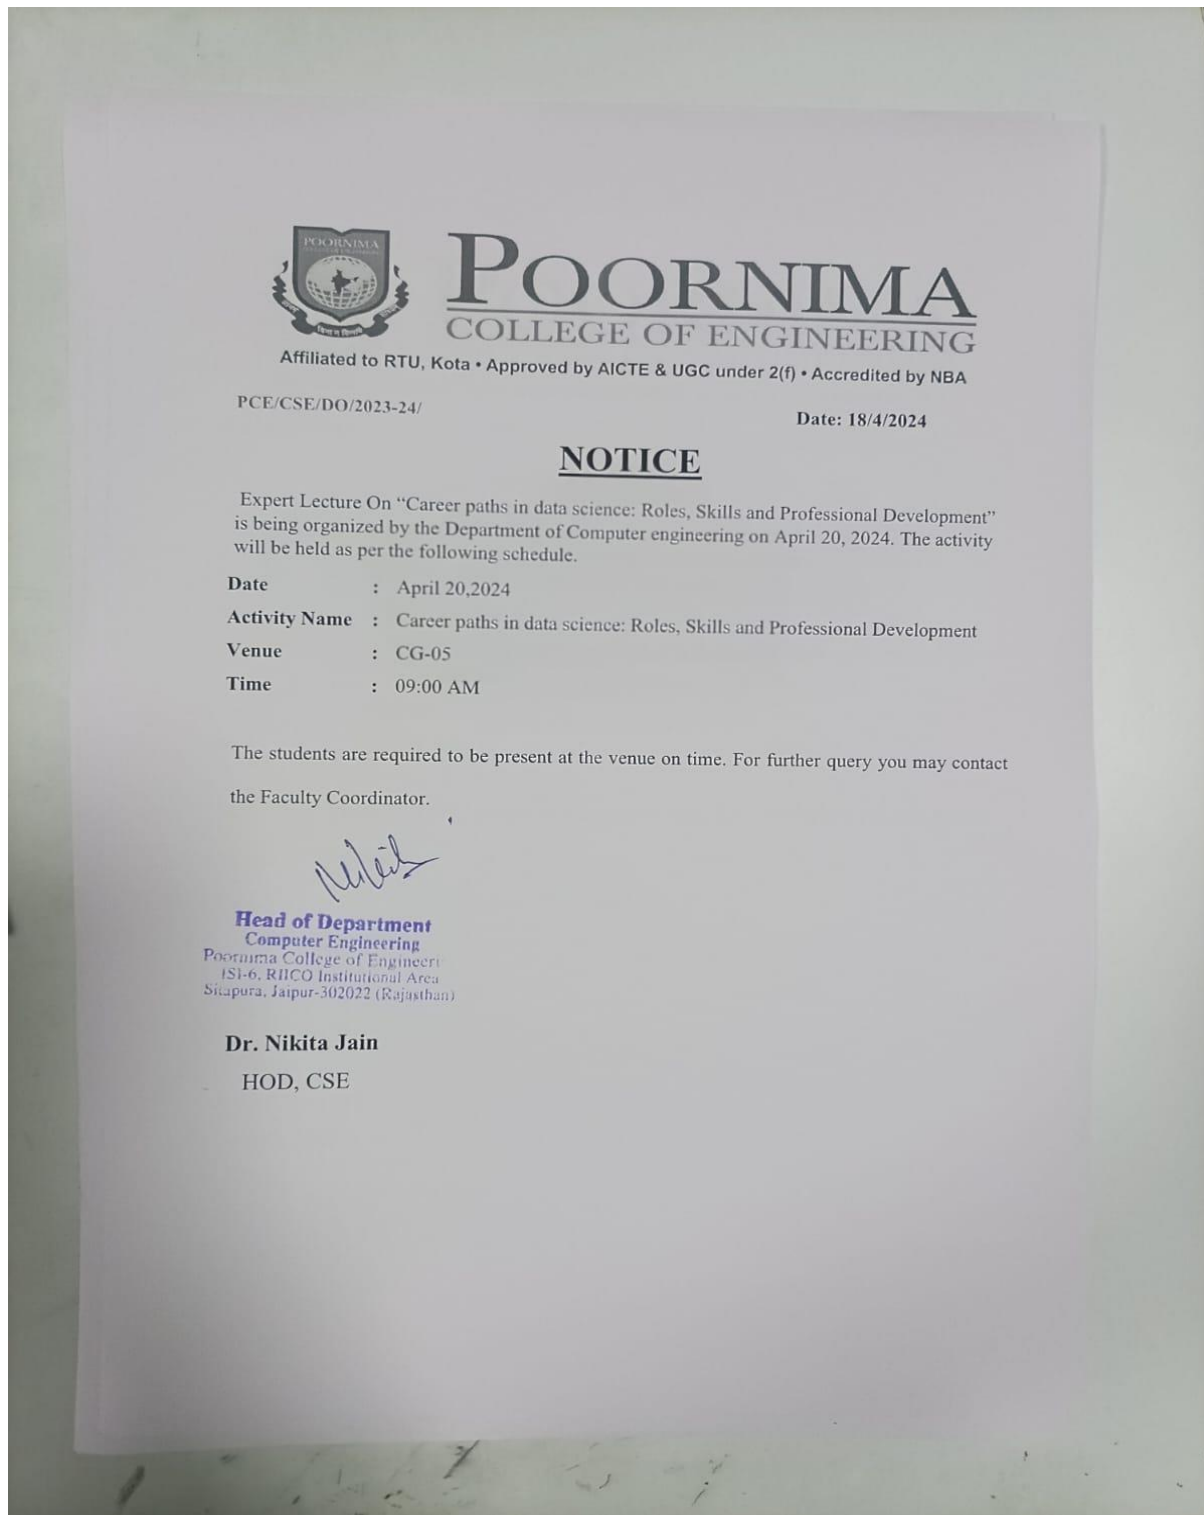 POORNIMA
POORNIMA
COLLEGE OF ENGINEERING
Affiliated to RTU, Kota • Approved by AICTE & UGC under 2(f) • Accredited by NBA
PCE/CSE/DO/2023-24/
Date: 18/4/2024
NOTICE
Expert Lecture On “Career paths in data science: Roles, Skills and Professional Development”
is being organized by the Department of Computer engineering on April 20, 2024. The activity
will be held as per the following schedule.
Date : April 20,2024
Activity Name : Career paths in data science: Roles, Skills and Professional Development
Venue : CG-05
Time : 09:00 AM
The students are required to be present at the venue on time. For further query you may contact
the Faculty Coordinator.
Head of Department
Computer Engineering
Poornima College of Engineeri
ISI-6, RIICO Institutional Area
Sitapura, Jaipur-302022 (Rajasthan)
Dr. Nikita Jain
HOD, CSE